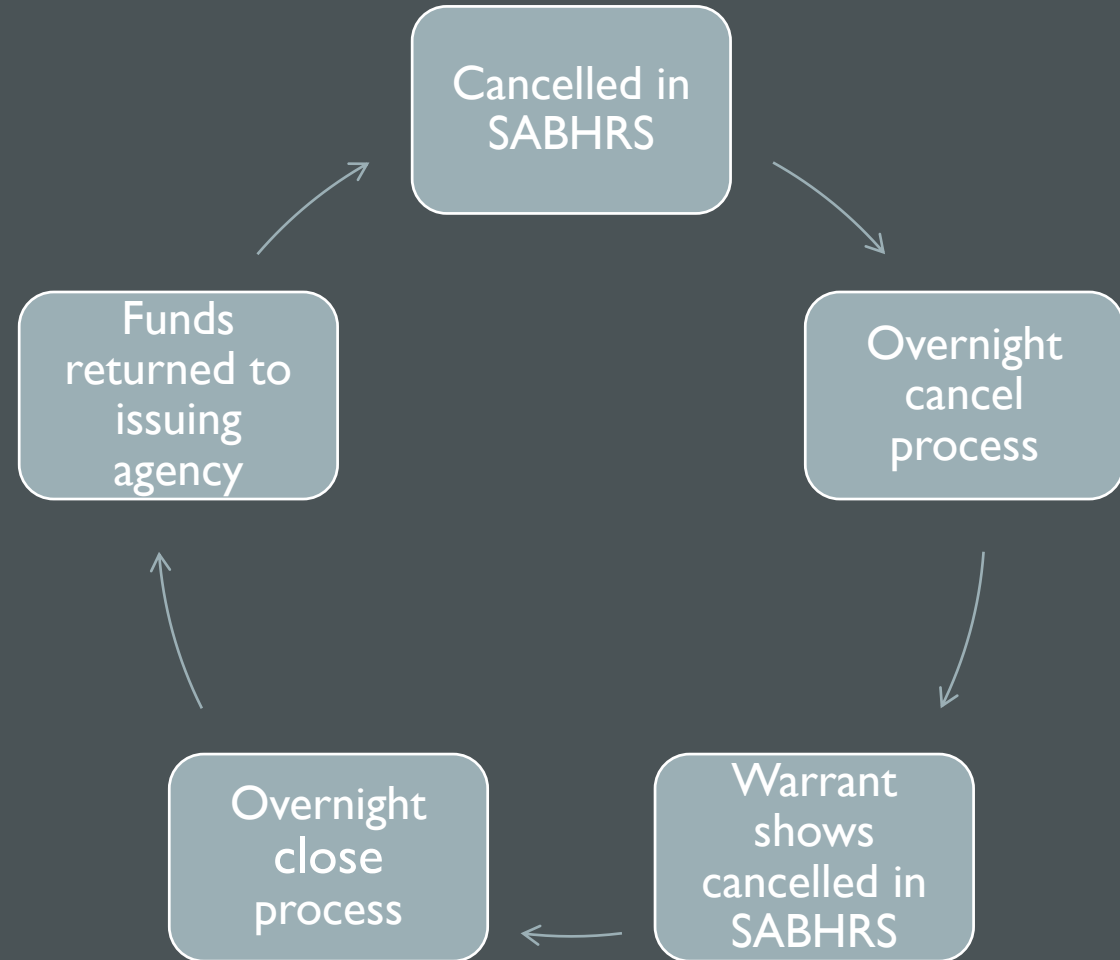 Cancelled in
SABHRS
Overnight
cancel
process
Warrant
shows
cancelled in
SABHRS
Overnight
close
process
Funds
returned to
issuing
agency